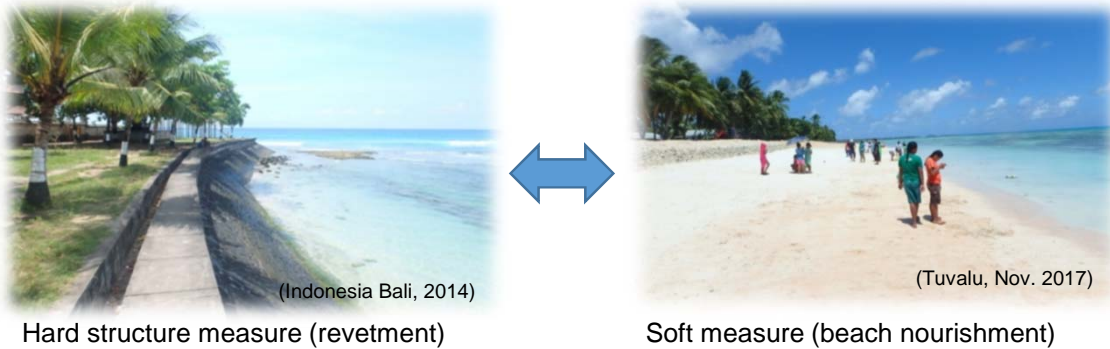 (Indonesia Bali, 2014)
(Tuvalu, Nov. 2017)
Hard structure measure (revetment)
Soft measure (beach nourishment)